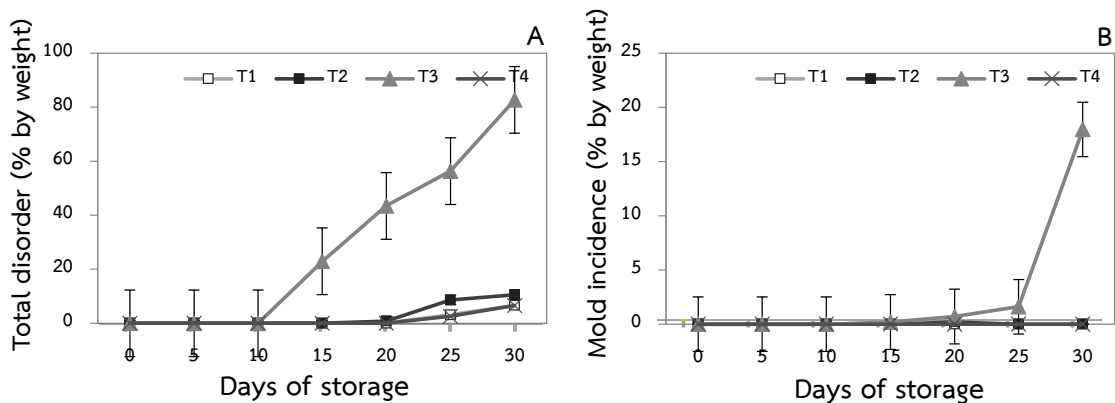 A
Total disorder (% by weight)
100
80
60
40
20
0
T1 T2 T3 T4
0 5 10 15 20 25 30
Days of storage
B
Mold incidence (% by weight)
25
20
15
10
5
0
T1 T2 T3 T4
0 5 10 15 20 25 30
Days of storage